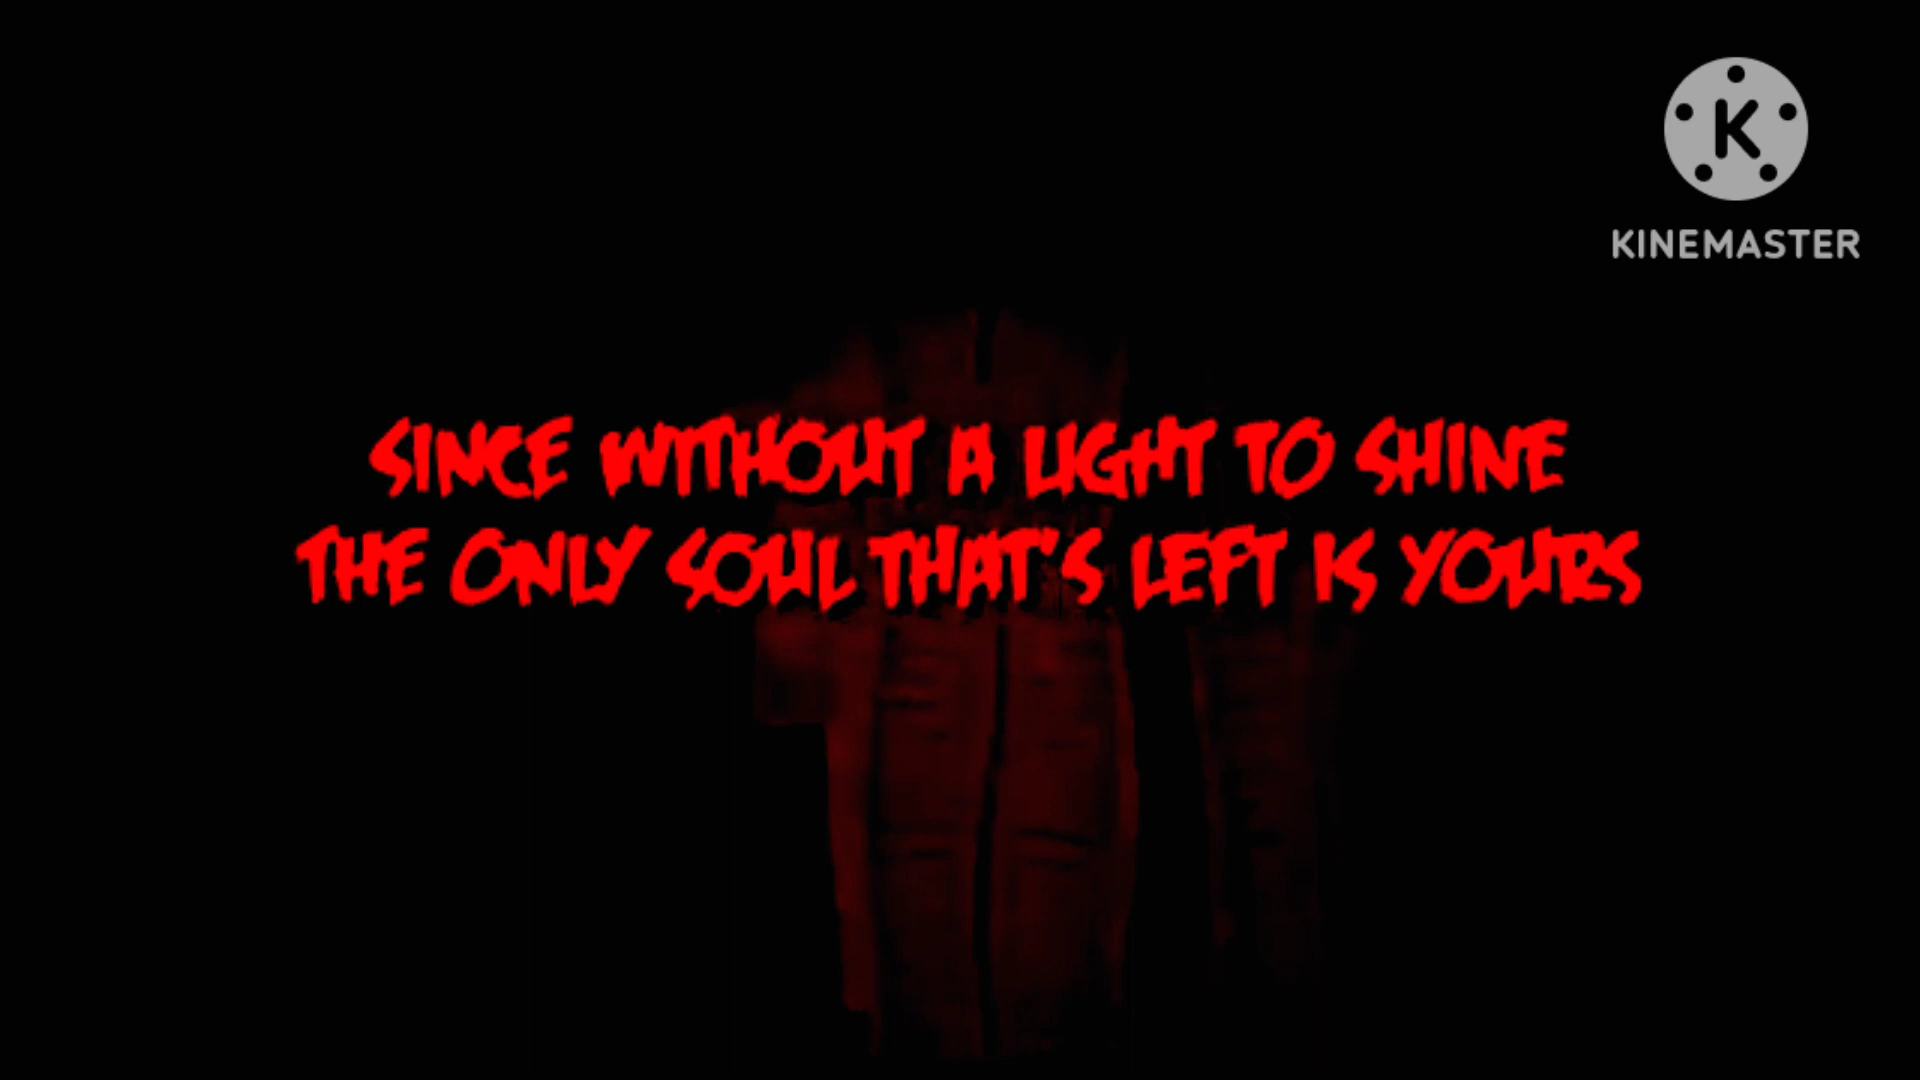 K
KINEMASTER
SINCE WITHOUT A LIGHT TO SHINE
THE ONLY SOUL THAT'S LEFT IS YOURS